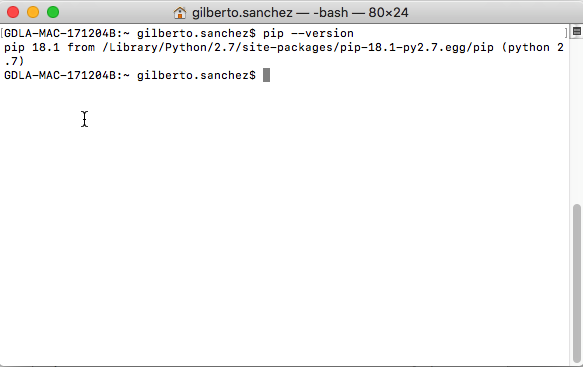 gilberto.sanchez — -bash — 80×24
[GDLA-MAC-171204B:~ gilberto.sanchez$ pip --version ]
pip 18.1 from /Library/Python/2.7/site-packages/pip-18.1-py2.7.egg/pip (python 2
.7)
GDLA-MAC-171204B:~ gilberto.sanchez$